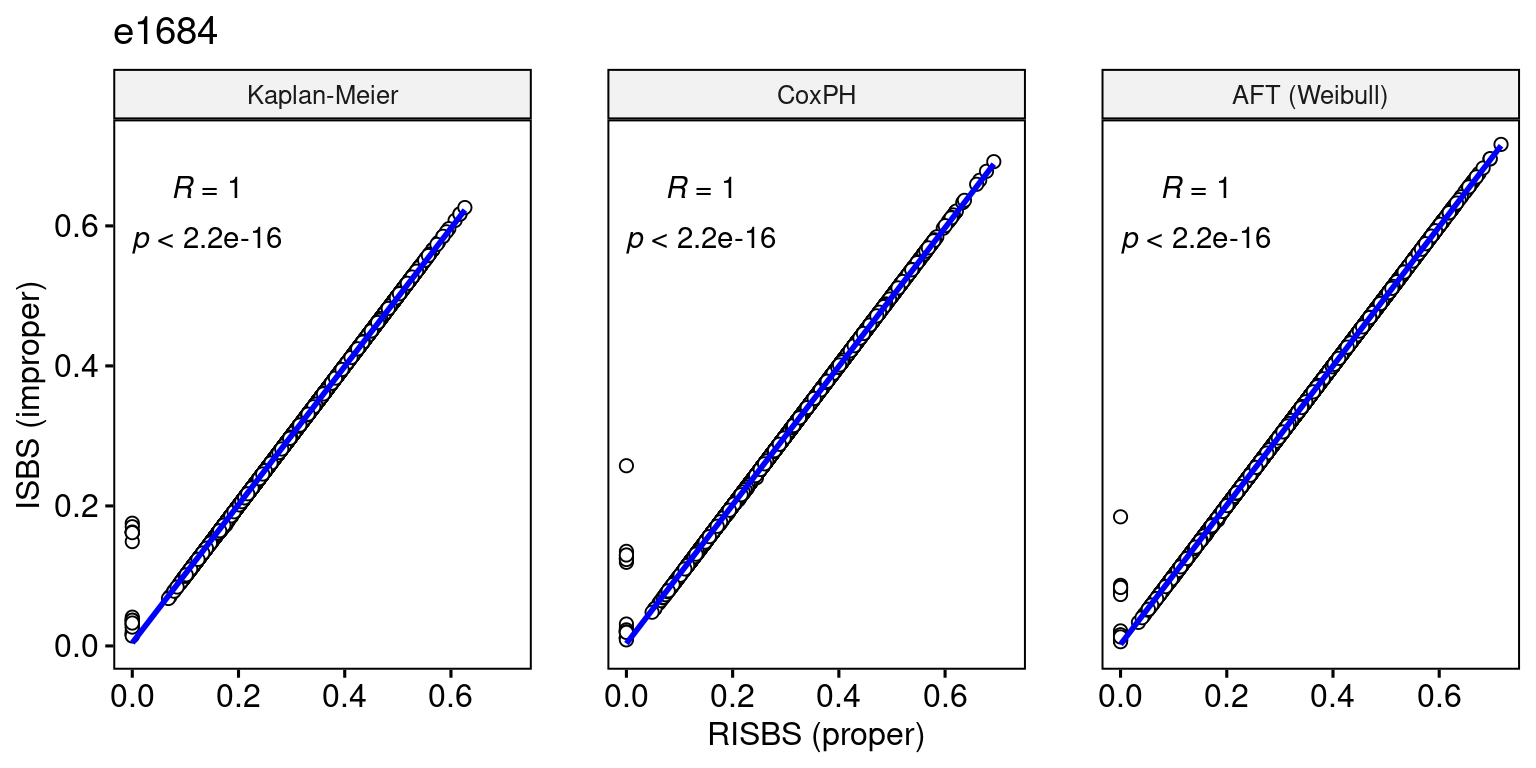 e1684
Kaplan-Meier
CoxPH
AFT (Weibull)
R = 1
p < 2.2e-16
R = 1
p < 2.2e-16
R = 1
p < 2.2e-16
ISBS (improper)
0.6
0.4
0.2
0.0
0.0 0.2 0.4 0.6
0.0 0.2 0.4 0.6
0.0 0.2 0.4 0.6
RISBS (proper)